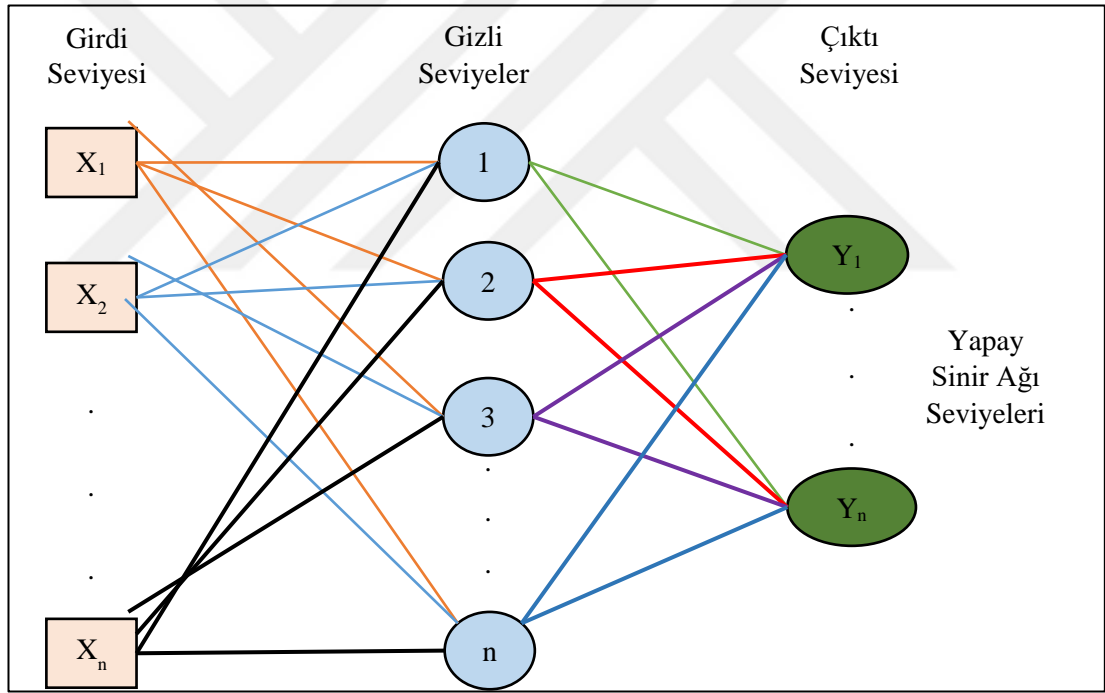 Girdi
Seviyesi
Gizli
Seviyeler
Çıktı
Seviyesi
X₁
1
X₂
2
Y₁
3
Yapay
Sinir Ağı
Seviyeleri
Yₙ
Xₙ
n